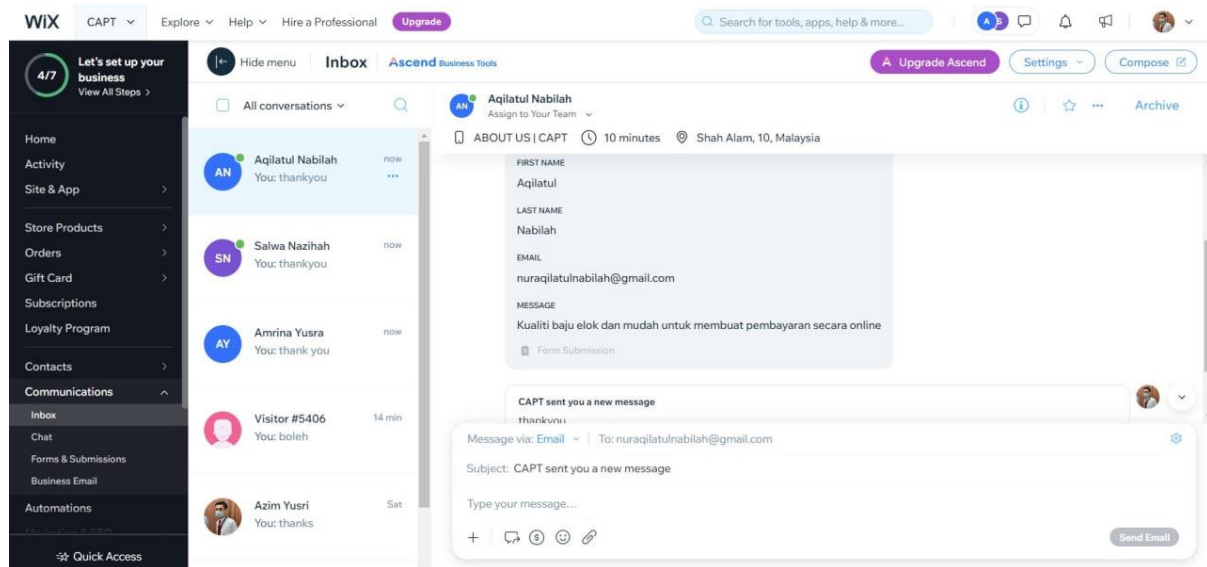 WiX CAPT Explore Help Hire a Professional Upgrade Search for tools, apps, help & more... A S
4/7 Let's set up your
business
View All Steps >
Home
Activity
Site & App
Store Products
Orders
Gift Card
Subscriptions
Loyalty Program
Contacts
Communications
Inbox
Chat
Forms & Submissions
Business Email
Automations
Quick Access
Hide menu Inbox Ascend Business Tools A Upgrade Ascend Settings Compose
All conversations
AN Aqilatul Nabilah now
You: thankyou ...
SN Salwa Nazihah now
You: thankyou
AY Amrina Yusra now
You: thank you
Visitor #5406 14 min
You: boleh
Azim Yusri Sat
You: thanks
AN Aqilatul Nabilah
Assign to Your Team ... Archive
ABOUT US | CAPT 10 minutes Shah Alam, 10, Malaysia
FIRST NAME
Aqilatul
LAST NAME
Nabilah
EMAIL
nuraqilatulnabilah@gmail.com
MESSAGE
Kualiti baju elok dan mudah untuk membuat pembayaran secara online
Form Submission
CAPT sent you a new message
thankyou
Message via: Email To: nuraqilatulnabilah@gmail.com
Subject: CAPT sent you a new message
Type your message...
Send Email